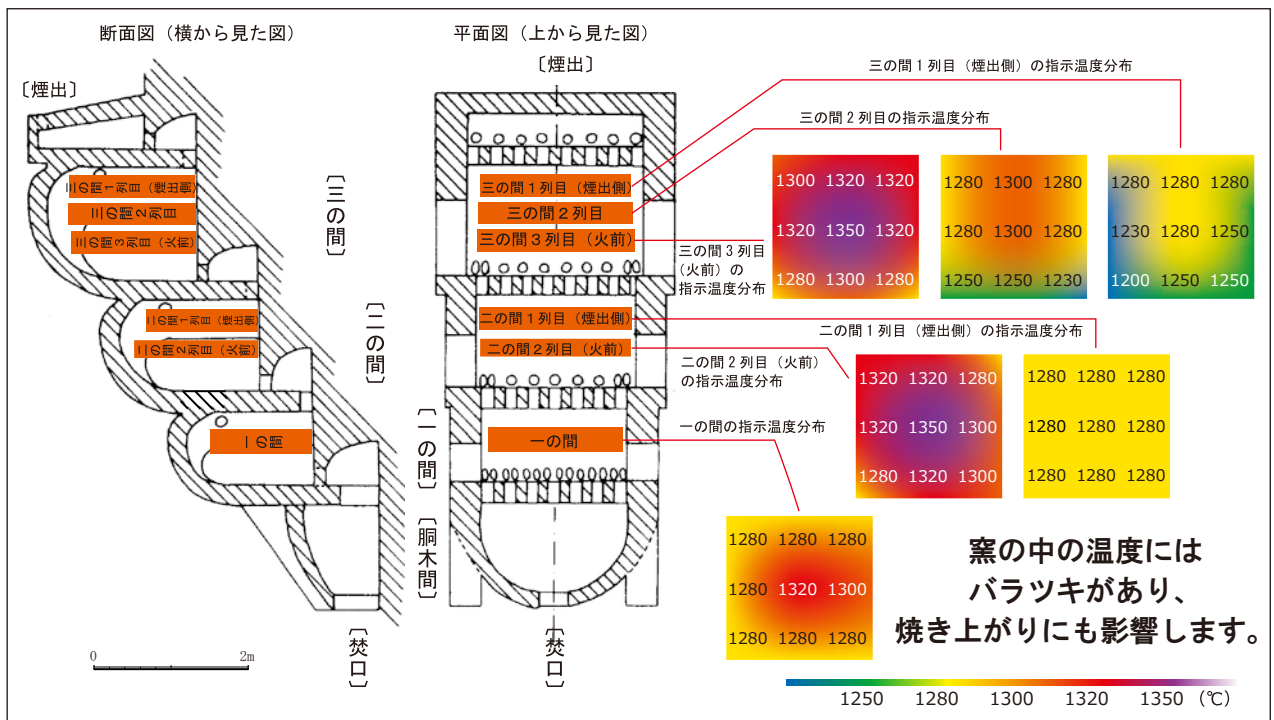 断面図（横から見た図）
平面図（上から見た図）
〔煙出〕
〔煙出〕
三の間１列目（煙出側）
三の間２列目
三の間３列目（火前）
〔三の間〕
二の間１列目（煙出側）
二の間２列目（火前）
〔二の間〕
一の間
〔一の間〕
〔胴木間〕
〔焚口〕
0 2m
三の間１列目（煙出側）
三の間２列目
三の間３列目（火前）
二の間１列目（煙出側）
二の間２列目（火前）
一の間
〔焚口〕
三の間１列目（煙出側）の指示温度分布
三の間２列目の指示温度分布
三の間３列目
（火前）の
指示温度分布
1300 1320 1320
1320 1350 1320
1280 1300 1280
1280 1300 1280
1280 1300 1280
1250 1250 1230
1280 1280 1280
1230 1280 1250
1200 1250 1250
二の間１列目（煙出側）の指示温度分布
二の間２列目（火前）
の指示温度分布
1320 1320 1280
1320 1350 1300
1280 1320 1300
1280 1280 1280
1280 1280 1280
1280 1280 1280
一の間の指示温度分布
1280 1280 1280
1280 1320 1300
1280 1280 1280
窯の中の温度には
バラツキがあり、
焼き上がりにも影響します。
1250 1280 1300 1320 1350 (℃)